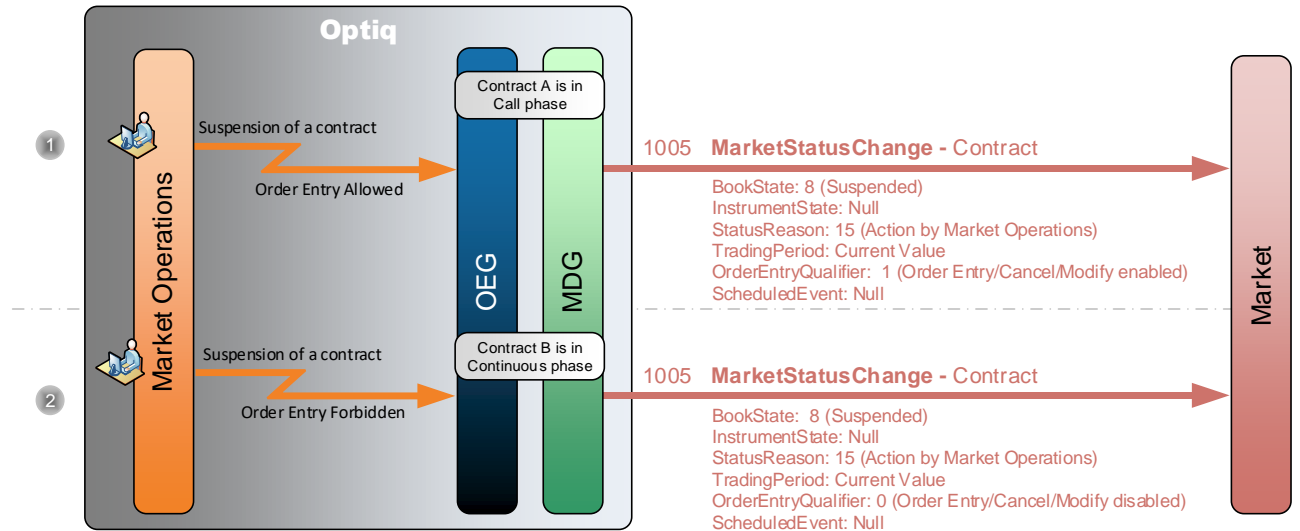 Optiq
Contract A is in
Call phase
1
Suspension of a contract
Order Entry Allowed
1005 MarketStatusChange - Contract
BookState: 8 (Suspended)
InstrumentState: Null
StatusReason: 15 (Action by Market Operations)
TradingPeriod: Current Value
OrderEntryQualifier: 1 (Order Entry/Cancel/Modify enabled)
ScheduledEvent: Null
Market Operations
OEG
MDG
Market
Contract B is in
Continuous phase
2
Suspension of a contract
Order Entry Forbidden
1005 MarketStatusChange - Contract
BookState: 8 (Suspended)
InstrumentState: Null
StatusReason: 15 (Action by Market Operations)
TradingPeriod: Current Value
OrderEntryQualifier: 0 (Order Entry/Cancel/Modify disabled)
ScheduledEvent: Null